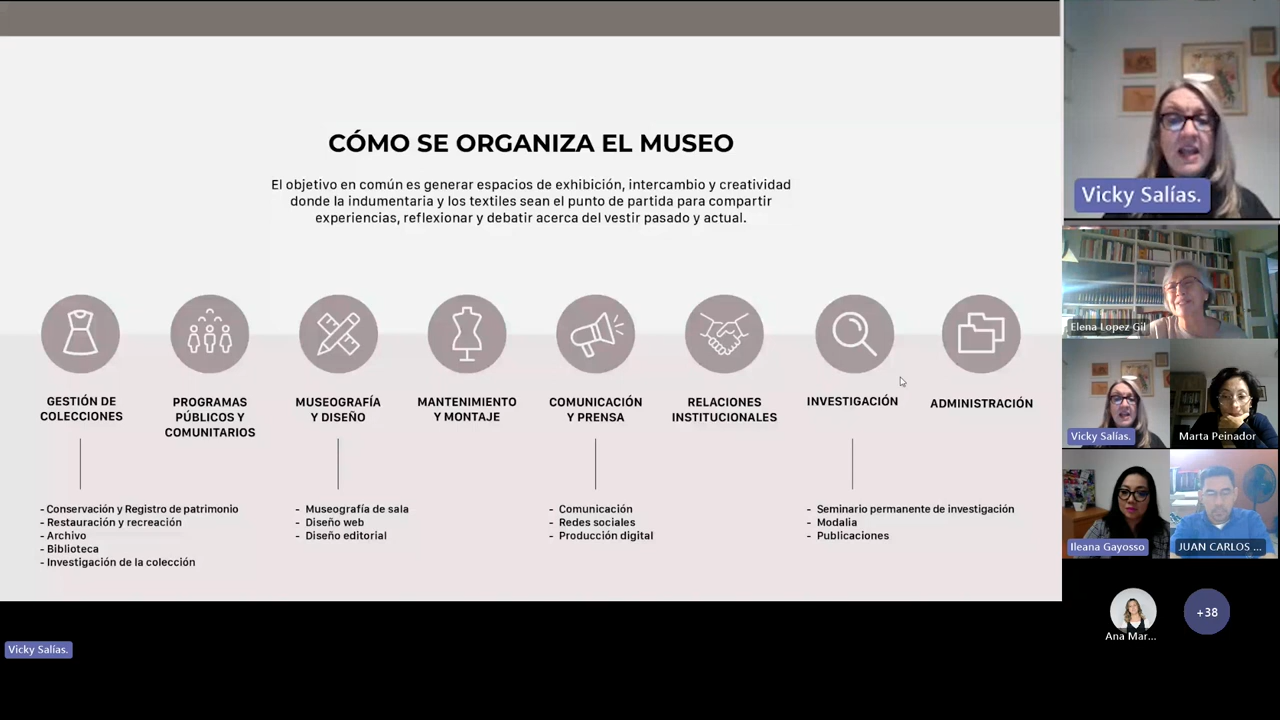 CÓMO SE ORGANIZA EL MUSEO
El objetivo en común es generar espacios de exhibición, intercambio y creatividad
donde la indumentaria y los textiles sean el punto de partida para compartir
experiencias, reflexionar y debatir acerca del vestir pasado y actual.
GESTIÓN DE
COLECCIONES
- Conservación y Registro de patrimonio
- Restauración y recreación
- Archivo
- Biblioteca
- Investigación de la colección
PROGRAMAS
PÚBLICOS Y
COMUNITARIOS
MUSEOGRAFÍA
Y DISEÑO
- Museografía de sala
- Diseño web
- Diseño editorial
MANTENIMIENTO
Y MONTAJE
COMUNICACIÓN
Y PRENSA
- Comunicación
- Redes sociales
- Producción digital
RELACIONES
INSTITUCIONALES
INVESTIGACIÓN
- Seminario permanente de investigación
- Modalia
- Publicaciones
ADMINISTRACIÓN
Vicky Salías.
Elena Lopez Gil
Vicky Salías.
Marta Peinador
Ileana Gayosso
JUAN CARLOS ...
Ana Mar...
+38
Vicky Salías.